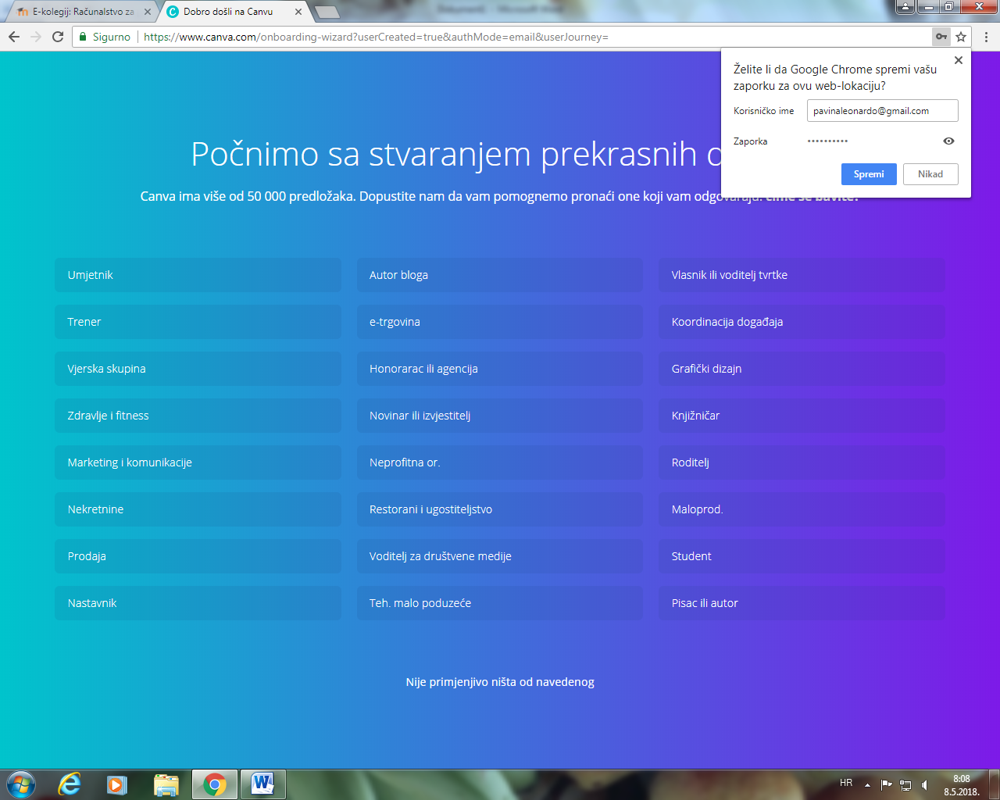 E-kolegij: Računalstvo za
Dobro došli na Canvu
Sigurno
https://www.canva.com/onboarding-wizard?userCreated=true&authMode=email&userJourney=
Želite li da Google Chrome spremi vašu
zaporku za ovu web-lokaciju?
Korisničko ime pavinaleonardo@gmail.com
Zaporka ••••••••••
Spremi Nikad
Počnimo sa stvaranjem prekrasnih
Canva ima više od 50 000 predložaka. Dopustite nam da vam pomognemo pronaći one koji vam odgovaraju. Čime se bavite?
Umjetnik
Autor bloga
Vlasnik ili voditelj tvrtke
Trener
e-trgovina
Koordinacija događaja
Vjerska skupina
Honorarac ili agencija
Grafički dizajn
Zdravlje i fitness
Novinar ili izvjestitelj
Knjižničar
Marketing i komunikacije
Neprofitna or.
Roditelj
Nekretnine
Restorani i ugostiteljstvo
Maloprod.
Prodaja
Voditelj za društvene medije
Student
Nastavnik
Teh. malo poduzeće
Pisac ili autor
Nije primjenjivo ništa od navedenog
HR
8:08
8.5.2018.